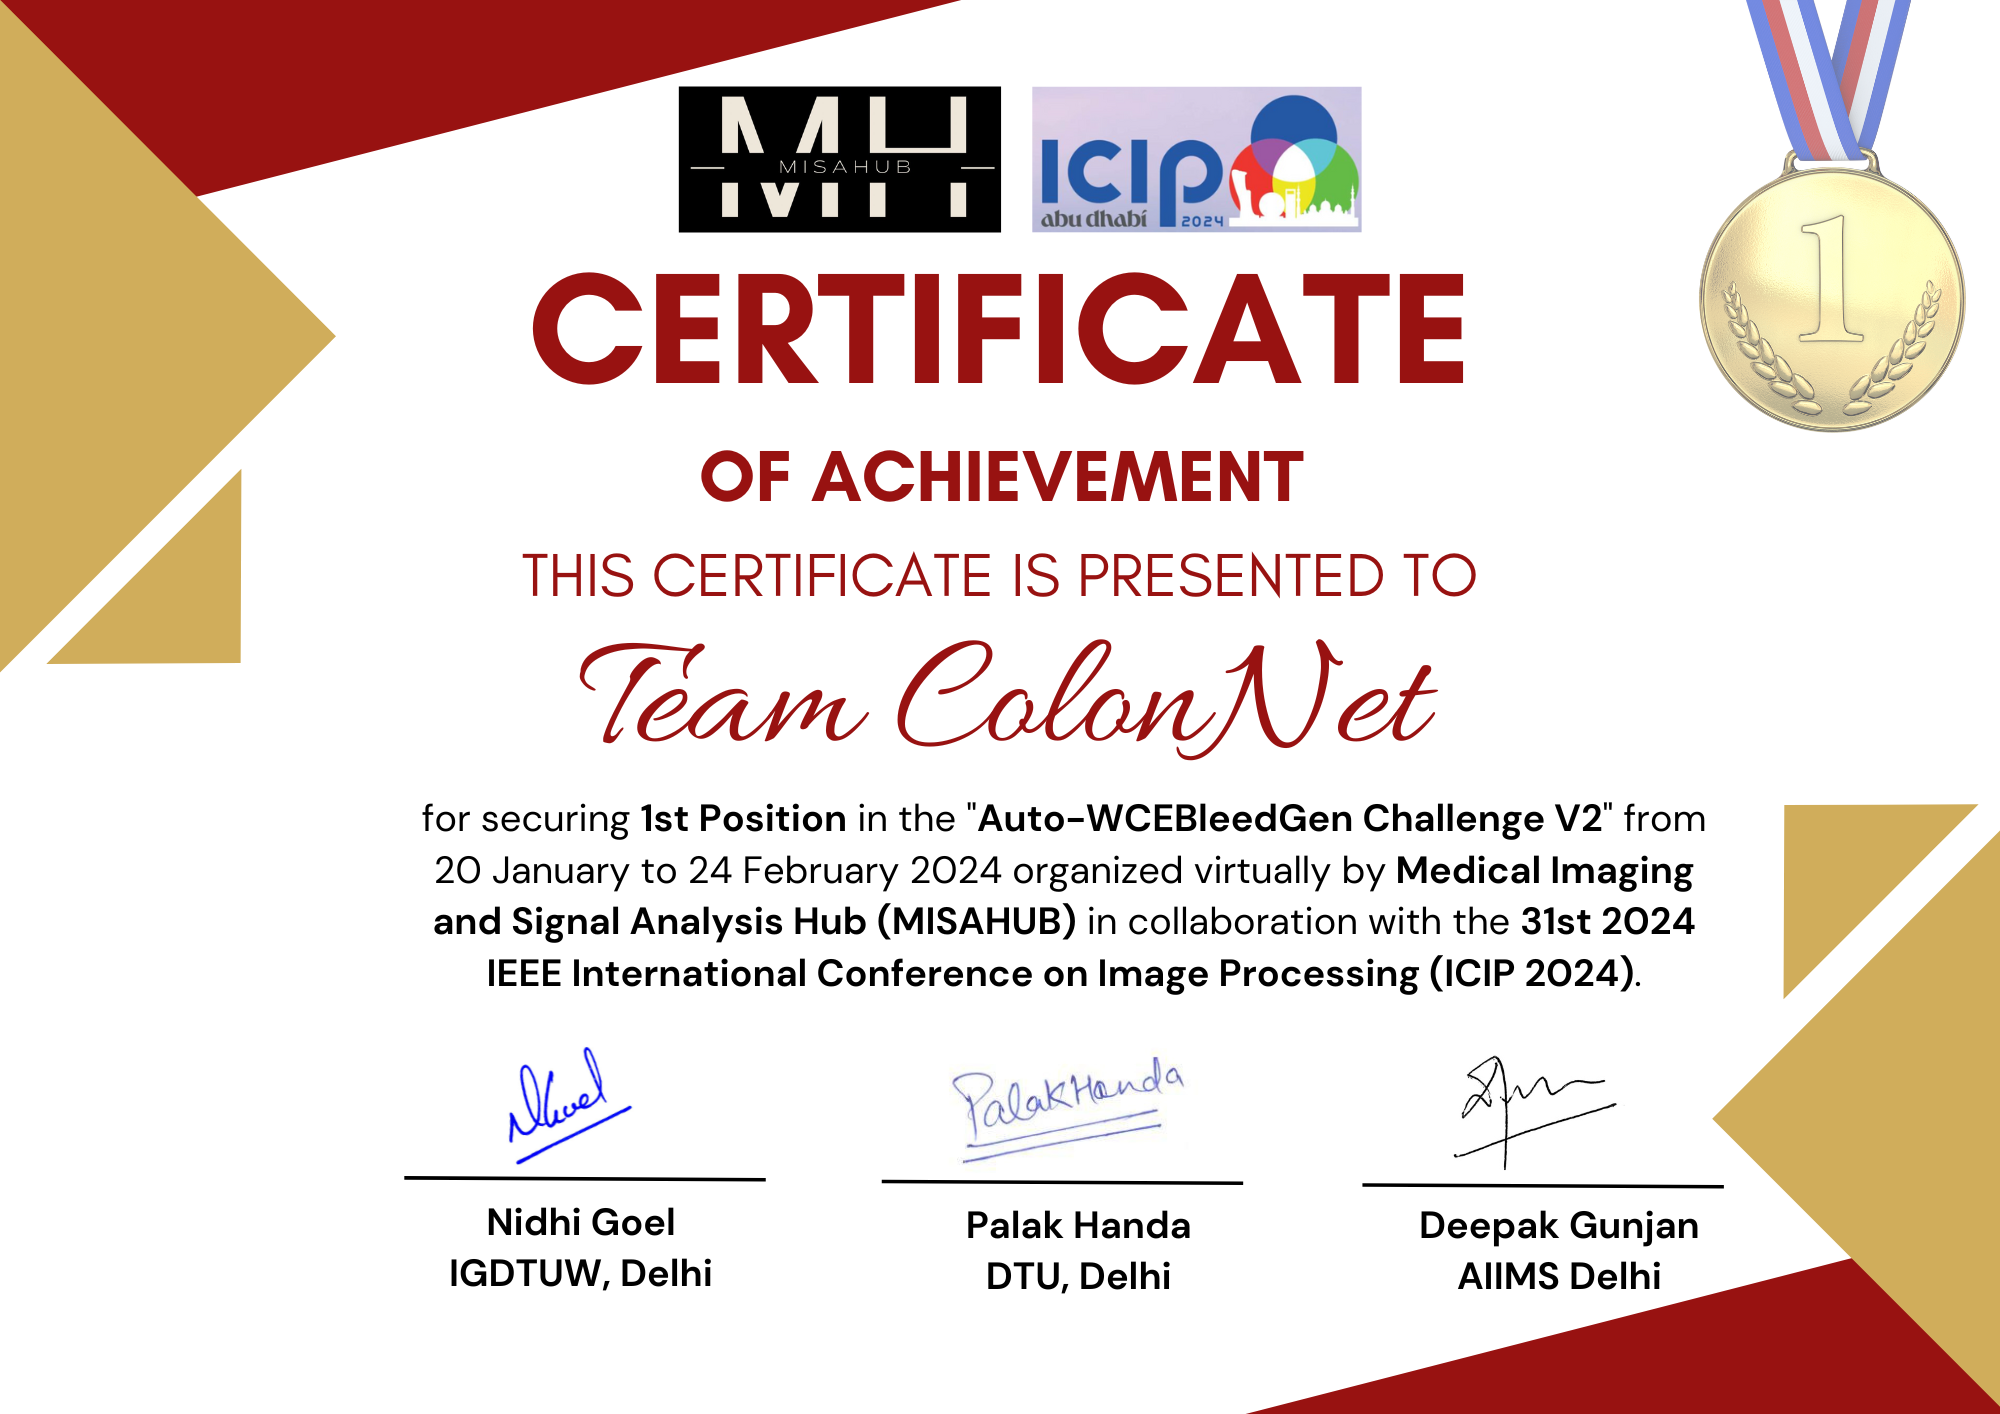 MH
MISAHUB
ICIP
abu dhabi 2024
1
CERTIFICATE
OF ACHIEVEMENT
THIS CERTIFICATE IS PRESENTED TO
Team ColonNet
for securing 1st Position in the "Auto-WCEBleedGen Challenge V2" from
20 January to 24 February 2024 organized virtually by Medical Imaging
and Signal Analysis Hub (MISAHUB) in collaboration with the 31st 2024
IEEE International Conference on Image Processing (ICIP 2024).
NGoel
Palak Handa
Nidhi Goel
IGDTUW, Delhi
Palak Handa
DTU, Delhi
Deepak Gunjan
AIIMS Delhi